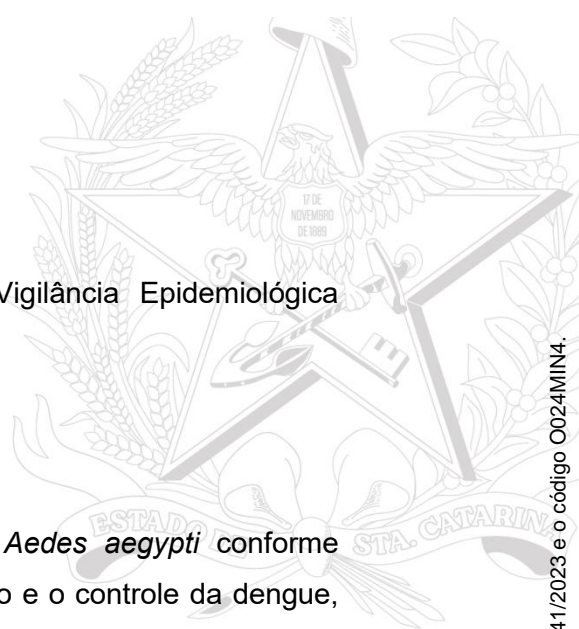 17 DE
NOVEMBRO
DE 1889
Vigilância Epidemiológica
Aedes aegypti conforme
o e o controle da dengue,
ESTADO DE STA. CATARINA
41/2023 e o código O024MIN4.